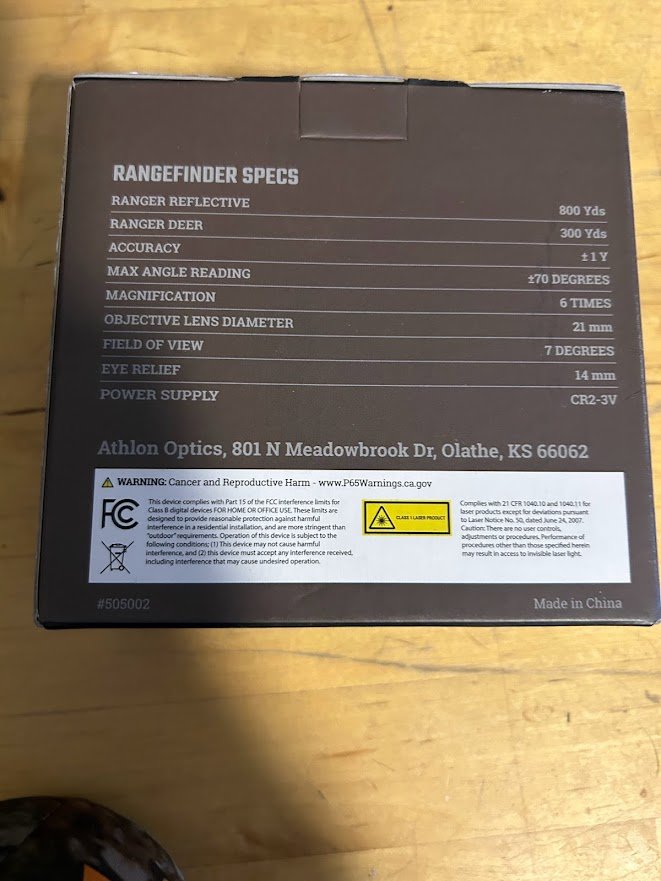 RANGEFINDER SPECS
RANGER REFLECTIVE 800 Yds
RANGER DEER 300 Yds
ACCURACY ±1 Y
MAX ANGLE READING ±70 DEGREES
MAGNIFICATION 6 TIMES
OBJECTIVE LENS DIAMETER 21 mm
FIELD OF VIEW 7 DEGREES
EYE RELIEF 14 mm
POWER SUPPLY CR2-3V
Athlon Optics, 801 N Meadowbrook Dr, Olathe, KS 66062
WARNING: Cancer and Reproductive Harm - www.P65Warnings.ca.gov
FC
This device complies with Part 15 of the FCC interference limits for
Class B digital devices FOR HOME OR OFFICE USE. These limits are
designed to provide reasonable protection against harmful
interference in a residential installation, and are more stringent than
"outdoor" requirements. Operation of this device is subject to the
following conditions; (1) This device may not cause harmful
interference, and (2) this device must accept any interference received,
including interference that may cause undesired operation.
CLASS 1 LASER PRODUCT
Complies with 21 CFR 1040.10 and 1040.11 for
laser products except for deviations pursuant
to Laser Notice No. 50, dated June 24, 2007.
Caution: There are no user controls,
adjustments or procedures. Performance of
procedures other than those specified herein
may result in access to invisible laser light.
#505002
Made in China